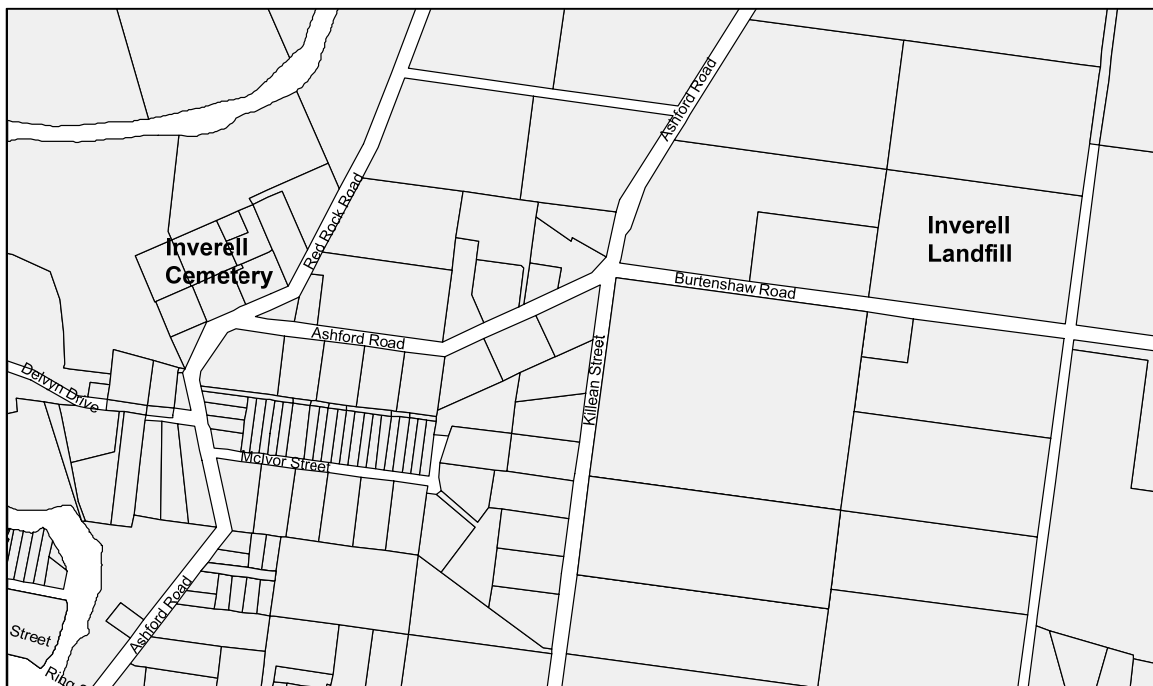 Ashford Road
Red Rock Road
Inverell
Cemetery
Inverell
Landfill
Burtenshaw Road
Ashford Road
Killean Street
Delvyn Drive
McIvor Street
Ashford Road
Street
Ring